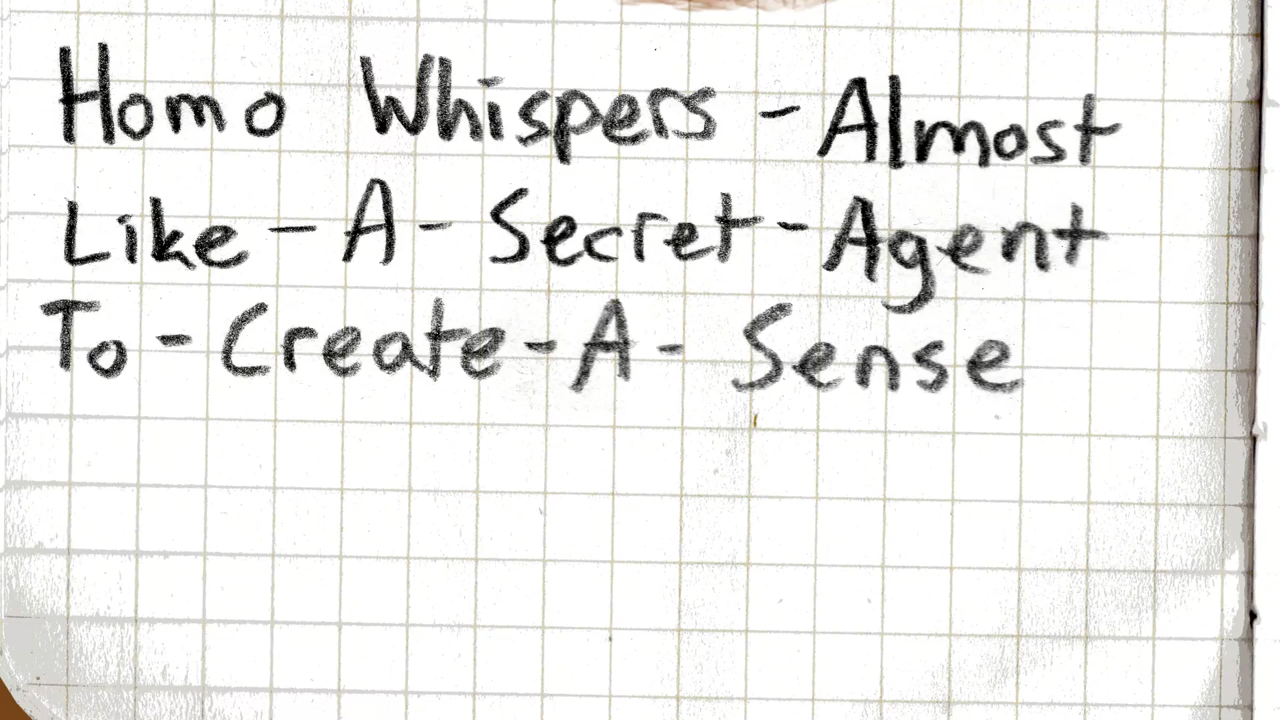 Homo Whispers - Almost
Like - A - Secret - Agent
To - Create - A - Sense